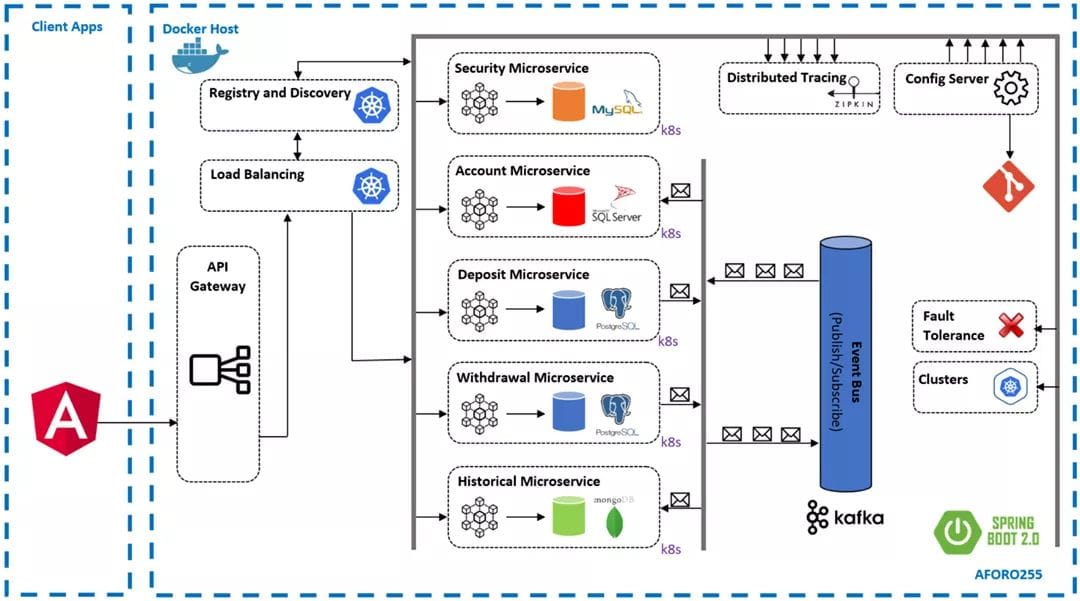 Client Apps
Docker Host
docker
Registry and Discovery
Load Balancing
API
Gateway
Security Microservice
MySQL
k8s
Account Microservice
Microsoft
SQL Server
k8s
Deposit Microservice
PostgreSQL
k8s
Withdrawal Microservice
PostgreSQL
k8s
Historical Microservice
mongoDB
k8s
Distributed Tracing
ZIPKIN
Config Server
Event Bus
(Publish/Subscribe)
kafka
Fault
Tolerance
Clusters
SPRING
BOOT 2.0
AFORO255